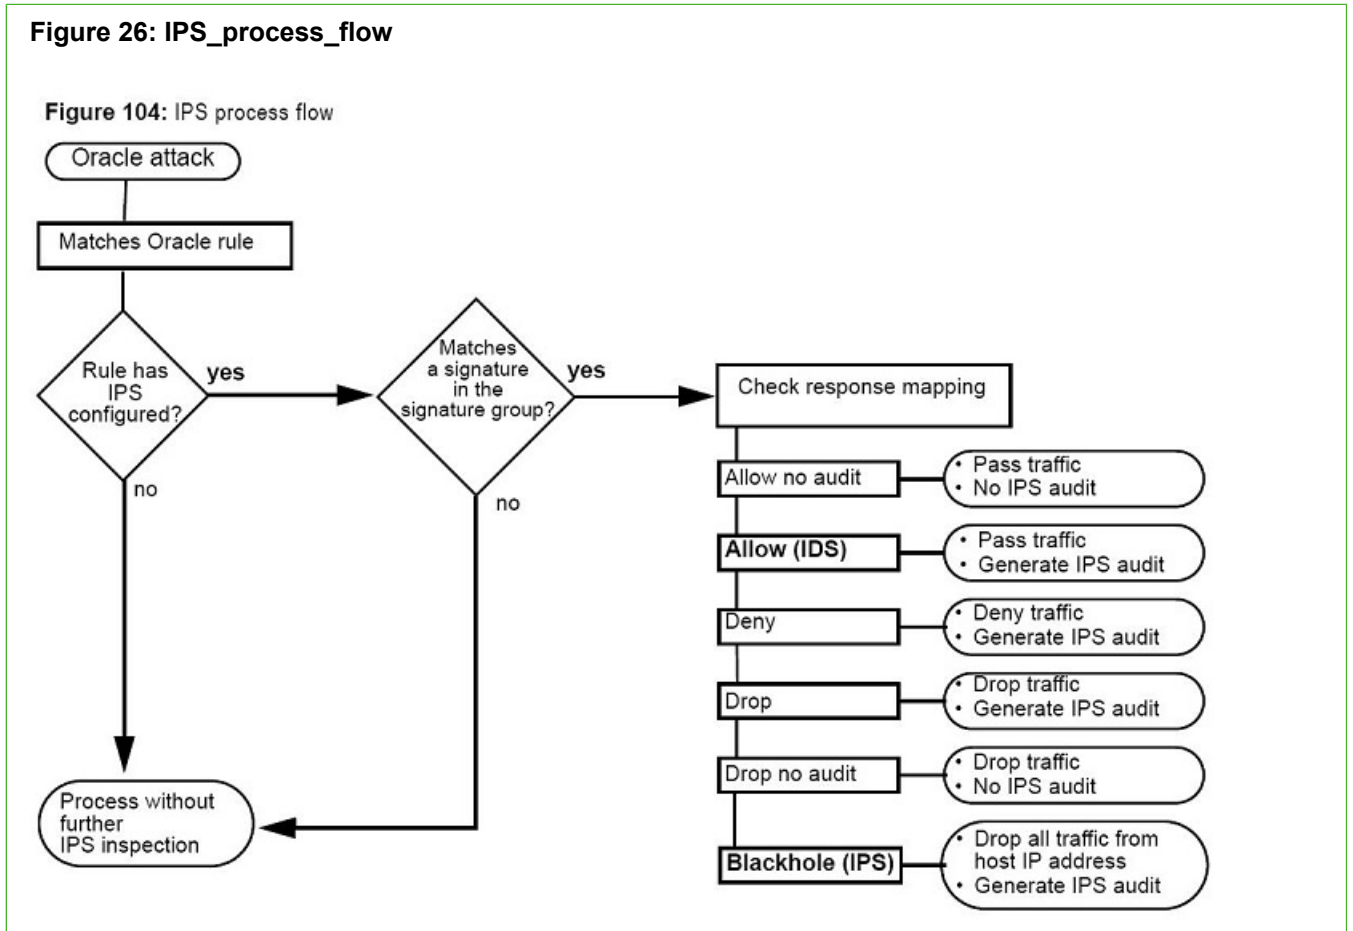 Figure 26: IPS_process_flow
Figure 104: IPS process flow
Oracle attack
Matches Oracle rule
Rule has
IPS
configured?
yes
no
Matches
a signature
in the
signature group?
yes
no
Process without
further
IPS inspection
Check response mapping
Allow no audit
• Pass traffic
• No IPS audit
Allow (IDS)
• Pass traffic
• Generate IPS audit
Deny
• Deny traffic
• Generate IPS audit
Drop
• Drop traffic
• Generate IPS audit
Drop no audit
• Drop traffic
• No IPS audit
Blackhole (IPS)
• Drop all traffic from
host IP address
• Generate IPS audit